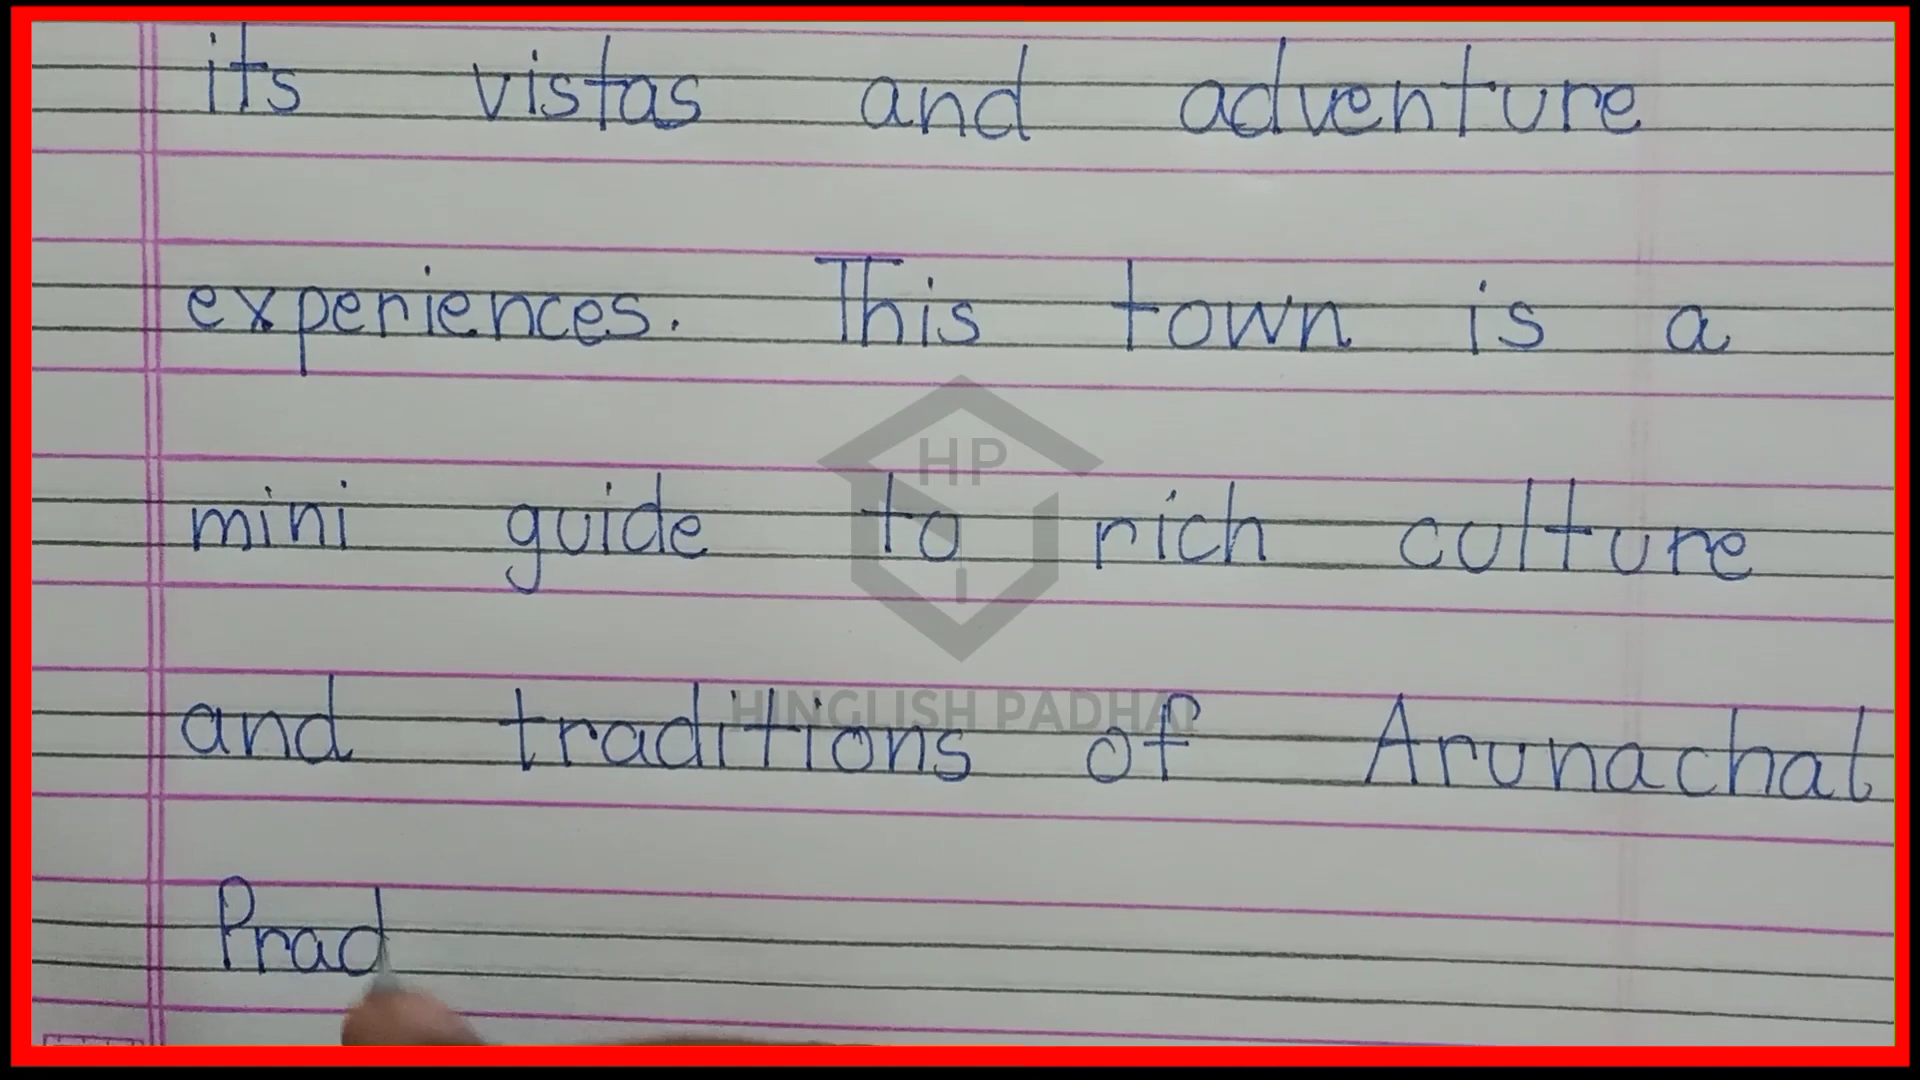 its vistas and adventure
experiences. This town is a
HP
mini guide to rich culture
I
HINGLISH PADHAI
and traditions of Arunachal
Prad